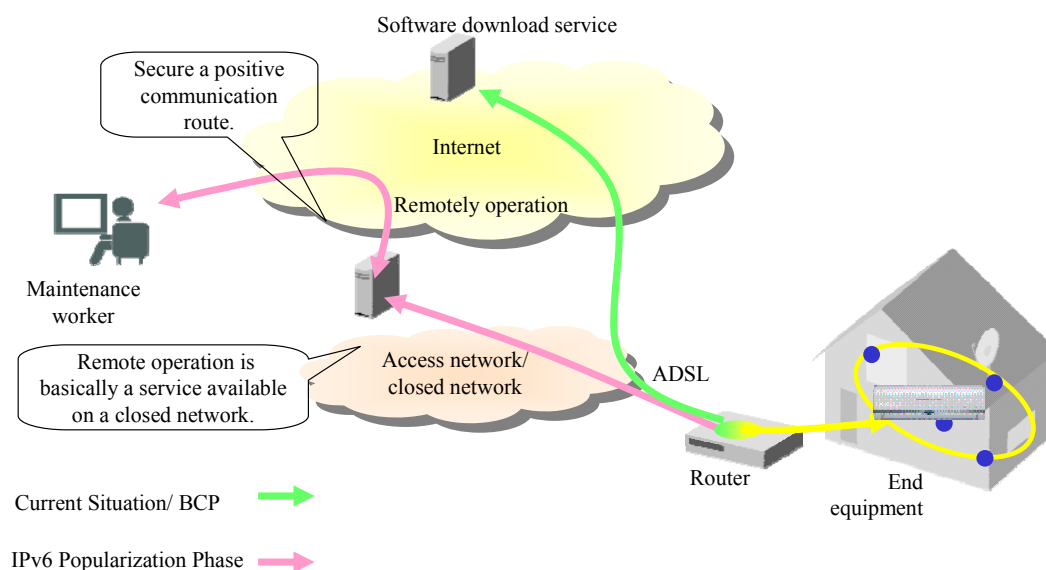 Software download service
Secure a positive
communication
route.
Internet
Remotely operation
Maintenance
worker
Remote operation is
basically a service available
on a closed network.
Access network/
closed network
ADSL
Router
End
equipment
Current Situation/ BCP
IPv6 Popularization Phase